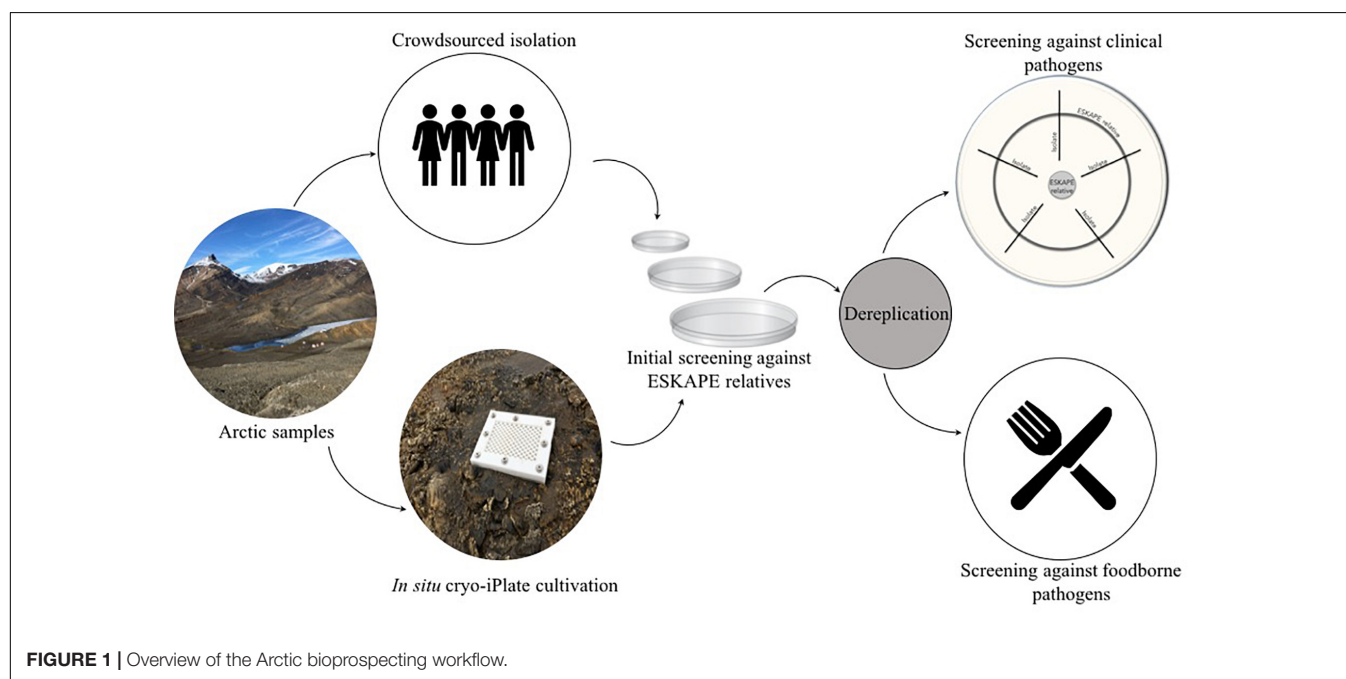 Crowdsourced isolation
Screening against clinical
pathogens
ESKAPE relative
Isolate
Isolate
Isolate
ESKAPE
relative
Isolate
Isolate
Dereplication
Initial screening against
ESKAPE relatives
Arctic samples
In situ cryo-iPlate cultivation
Screening against foodborne
pathogens
FIGURE 1 | Overview of the Arctic bioprospecting workflow.